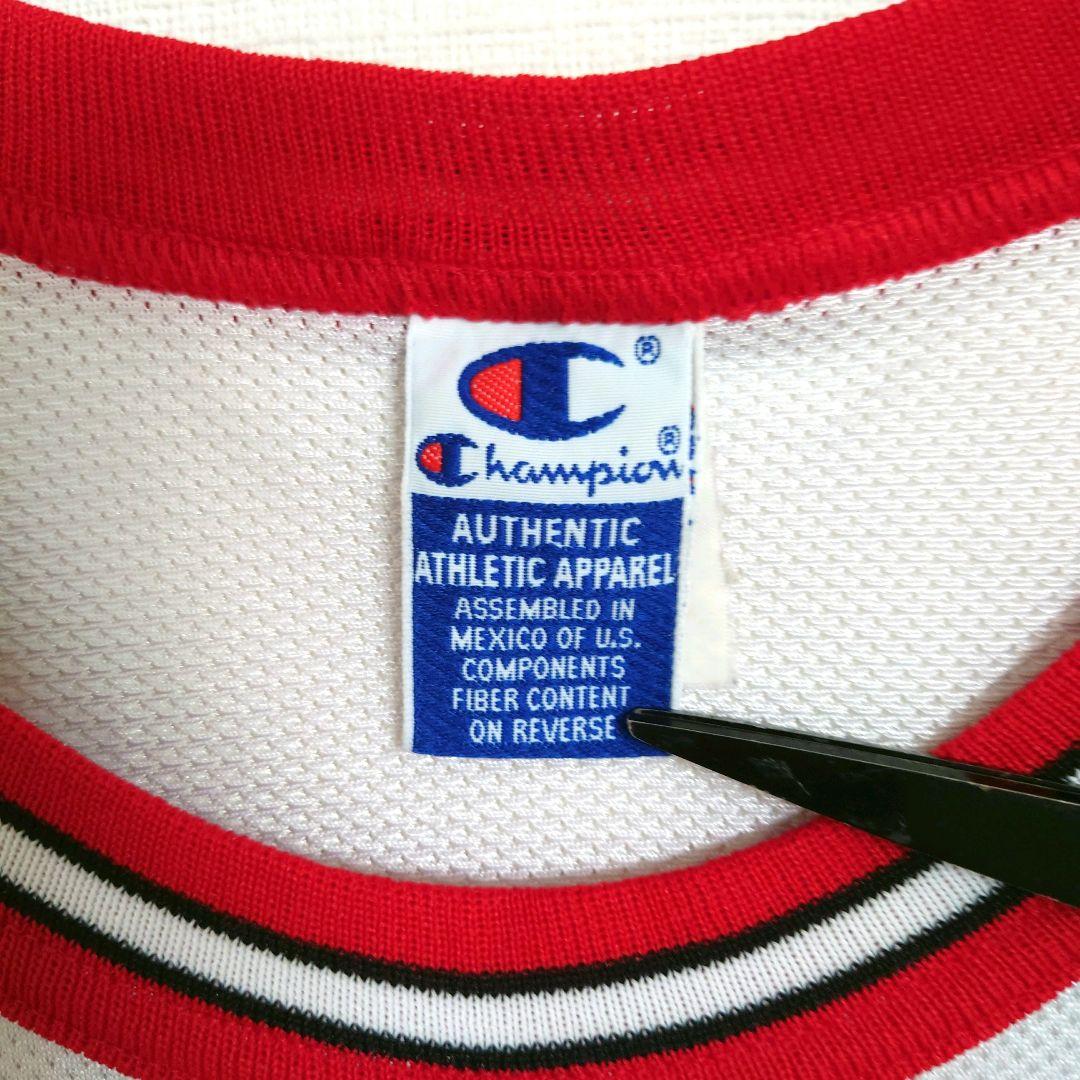 ®
Champion®
AUTHENTIC
ATHLETIC APPAREL
ASSEMBLED IN
MEXICO OF U.S.
COMPONENTS
FIBER CONTENT
ON REVERSE